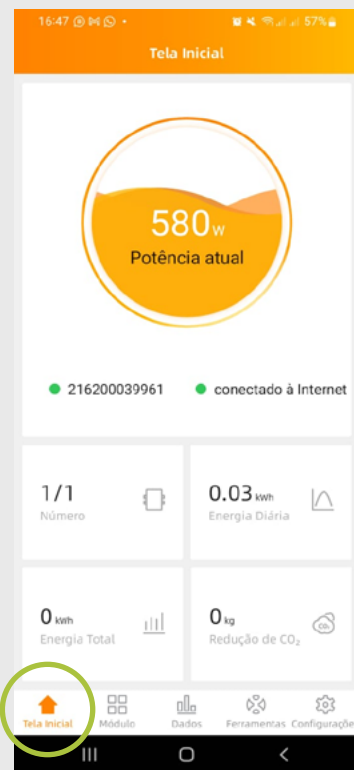 16:47 57%
Tela Inicial
580W
Potência atual
216200039961 conectado à Internet
1/1
Número
0.03 kWh
Energia Diária
0 kWh
Energia Total
0 kg
Redução de CO₂
CO₂
Tela Inicial Módulo Dados Ferramentas Configuraçõe